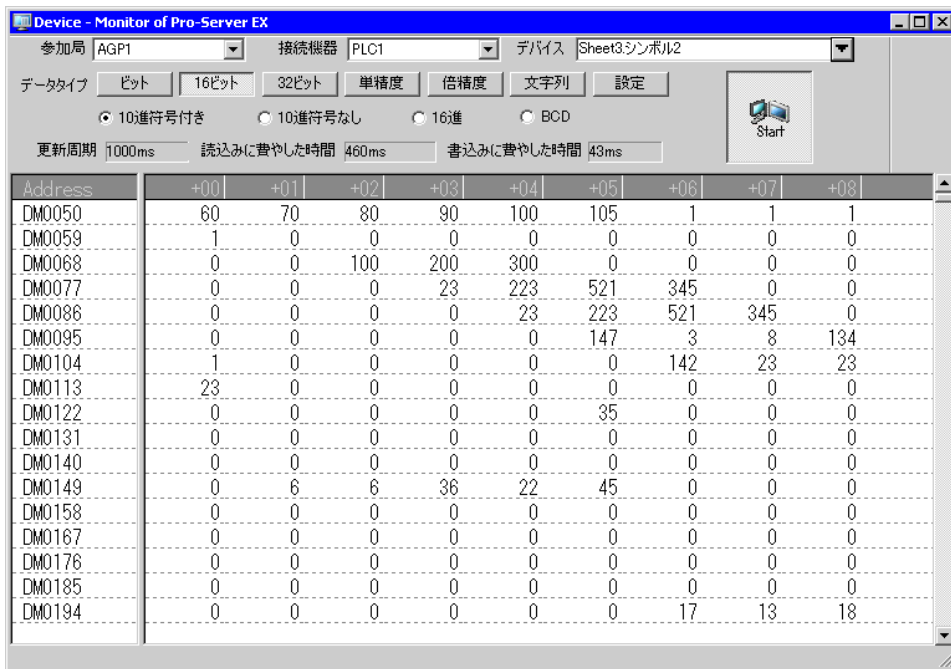 Device - Monitor of Pro-Server EX
参加局 AGP1 接続機器 PLC1 デバイス Sheet3.シンボル2
データタイプ ビット 16ビット 32ビット 単精度 倍精度 文字列 設定
10進符号付き 10進符号なし 16進 BCD
Start
更新周期 1000ms 読込みに費やした時間 460ms 書込みに費やした時間 43ms
Address +00 +01 +02 +03 +04 +05 +06 +07 +08
DM0050 60 70 80 90 100 105 1 1 1
DM0059 1 0 0 0 0 0 0 0 0
DM0068 0 0 100 200 300 0 0 0 0
DM0077 0 0 0 23 223 521 345 0 0
DM0086 0 0 0 0 23 223 521 345 0
DM0095 0 0 0 0 0 147 3 8 134
DM0104 1 0 0 0 0 0 142 23 23
DM0113 23 0 0 0 0 0 0 0 0
DM0122 0 0 0 0 0 35 0 0 0
DM0131 0 0 0 0 0 0 0 0 0
DM0140 0 0 0 0 0 0 0 0 0
DM0149 0 6 6 36 22 45 0 0 0
DM0158 0 0 0 0 0 0 0 0 0
DM0167 0 0 0 0 0 0 0 0 0
DM0176 0 0 0 0 0 0 0 0 0
DM0185 0 0 0 0 0 0 0 0 0
DM0194 0 0 0 0 0 0 17 13 18